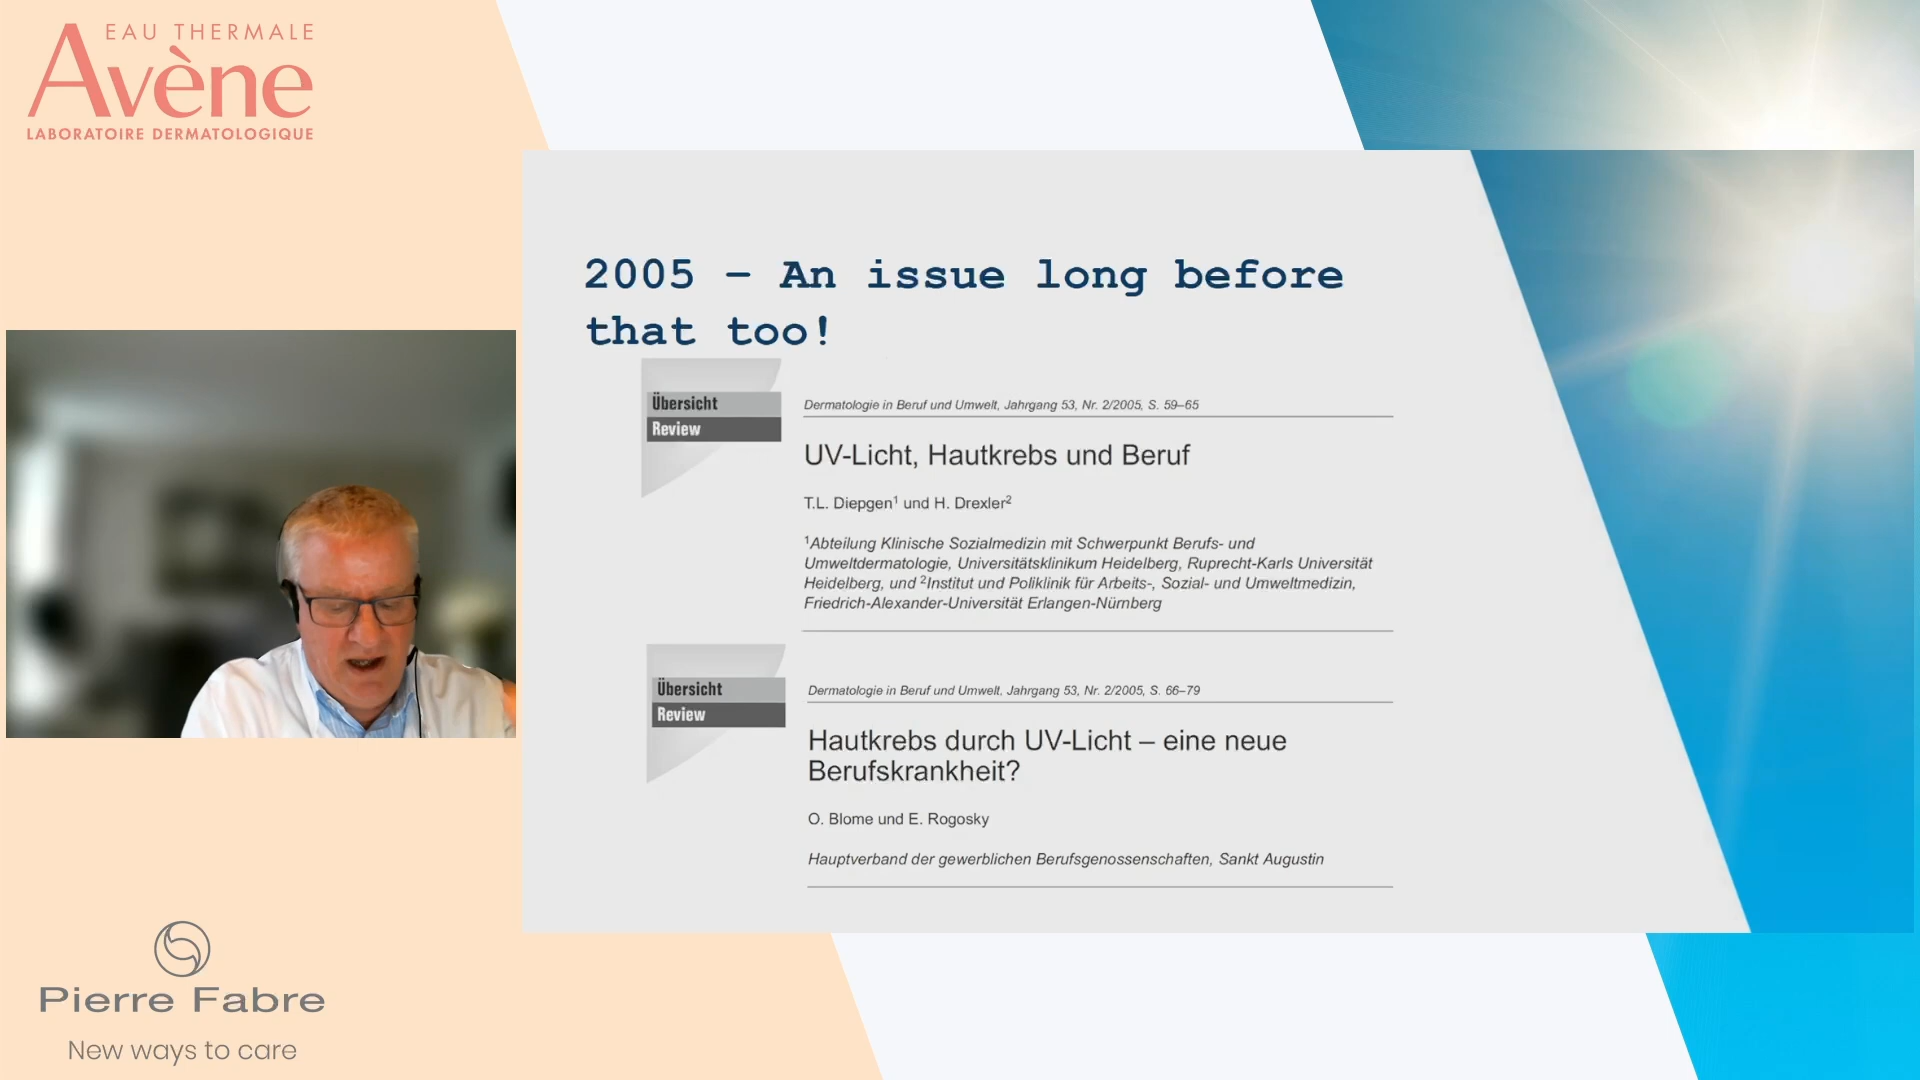 EAU THERMALE
Avène
LABORATOIRE DERMATOLOGIQUE
2005 – An issue long before
that too!
Übersicht
Review
Dermatologie in Beruf und Umwelt, Jahrgang 53, Nr. 2/2005, S. 59–65
UV-Licht, Hautkrebs und Beruf
T.L. Diepgen¹ und H. Drexler²
¹Abteilung Klinische Sozialmedizin mit Schwerpunkt Berufs- und
Umweltdermatologie, Universitätsklinikum Heidelberg, Ruprecht-Karls Universität
Heidelberg, und ²Institut und Poliklinik für Arbeits-, Sozial- und Umweltmedizin,
Friedrich-Alexander-Universität Erlangen-Nürnberg
Übersicht
Review
Dermatologie in Beruf und Umwelt, Jahrgang 53, Nr. 2/2005, S. 66–79
Hautkrebs durch UV-Licht – eine neue
Berufskrankheit?
O. Blome und E. Rogosky
Hauptverband der gewerblichen Berufsgenossenschaften, Sankt Augustin
Pierre Fabre
New ways to care